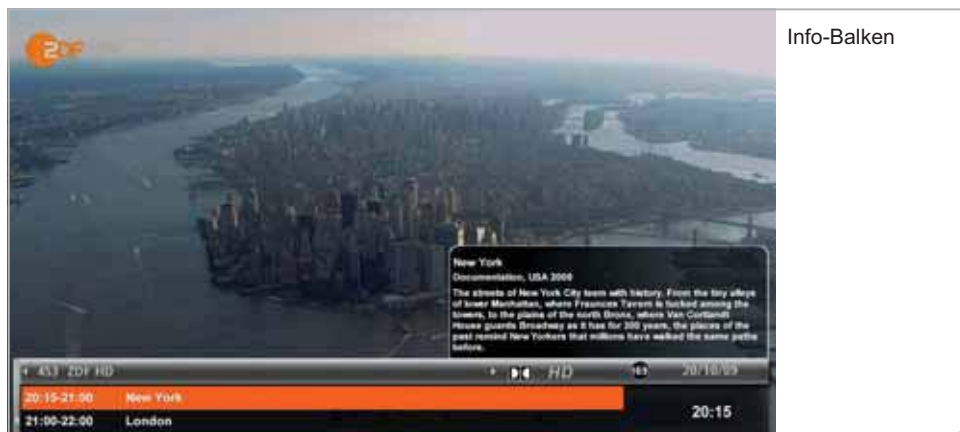 ZDF
Info-Balken
New York
Documentation, USA 2008
The streets of New York City teem with history. From the tiny alleys
of lower Manhattan, where Fraunces Tavern is tucked among the
towers, to the plains of the north Bronx, where Van Cortlandt
House guards Broadway as it has for 300 years, the places of the
past remind New Yorkers that millions have walked the same paths
before.
453 ZDF HD
HD 16:9 20/10/09
20:15-21:00 New York
20:15
21:00-22:00 London